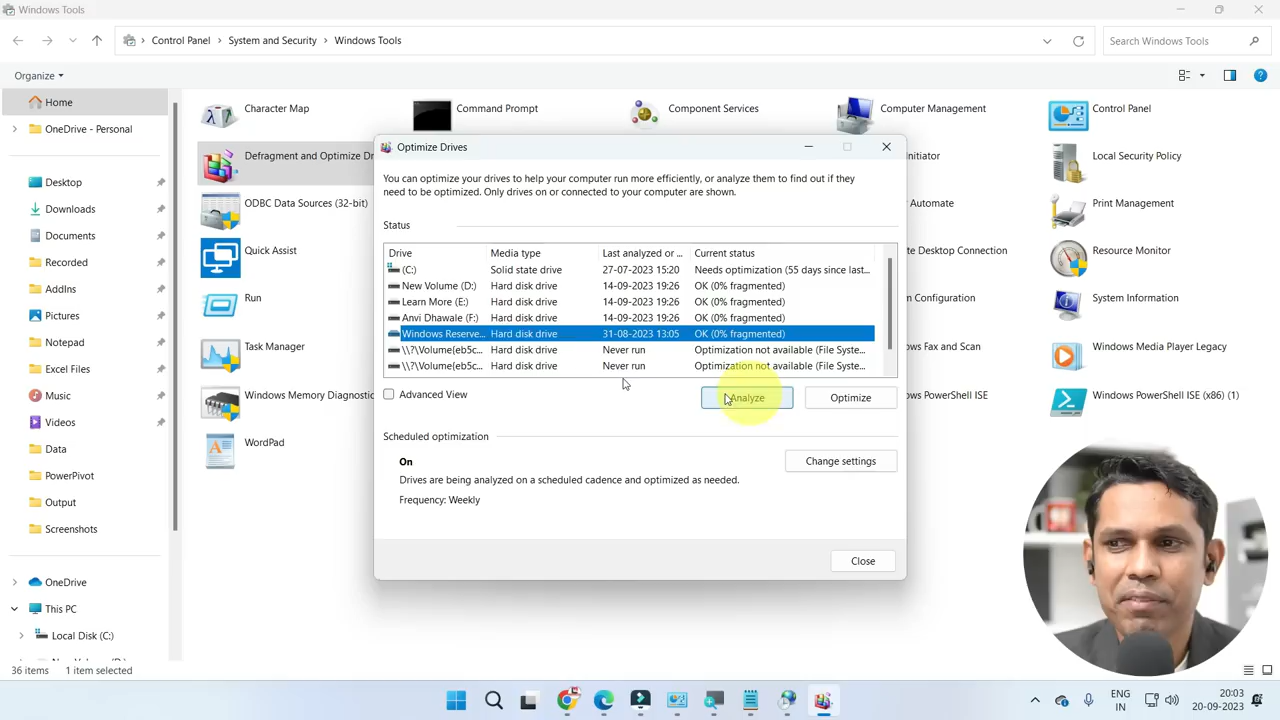 Windows Tools
Control Panel > System and Security > Windows Tools
Search Windows Tools
Organize
Home
OneDrive - Personal
Desktop
Downloads
Documents
Recorded
AddIns
Pictures
Notepad
Excel Files
Music
Videos
Data
PowerPivot
Output
Screenshots
OneDrive
This PC
Local Disk (C:)
Character Map
Command Prompt
Component Services
Computer Management
Control Panel
Defragment and Optimize Dr
Initiator
Local Security Policy
ODBC Data Sources (32-bit)
Automate
Print Management
Quick Assist
Desktop Connection
Resource Monitor
Run
Configuration
System Information
Task Manager
Fax and Scan
Windows Media Player Legacy
Windows Memory Diagnostic
PowerShell ISE
Windows PowerShell ISE (x86) (1)
WordPad
Optimize Drives
You can optimize your drives to help your computer run more efficiently, or analyze them to find out if they
need to be optimized. Only drives on or connected to your computer are shown.
Status
Drive Media type Last analyzed or ... Current status
(C:) Solid state drive 27-07-2023 15:20 Needs optimization (55 days since last...
New Volume (D:) Hard disk drive 14-09-2023 19:26 OK (0% fragmented)
Learn More (E:) Hard disk drive 14-09-2023 19:26 OK (0% fragmented)
Anvi Dhawale (F:) Hard disk drive 14-09-2023 19:26 OK (0% fragmented)
Windows Reserve... Hard disk drive 31-08-2023 13:05 OK (0% fragmented)
\\?\Volume(eb5c... Hard disk drive Never run Optimization not available (File Syste...
\\?\Volume(eb5c... Hard disk drive Never run Optimization not available (File Syste...
Advanced View
Analyze
Optimize
Scheduled optimization
On
Change settings
Drives are being analyzed on a scheduled cadence and optimized as needed.
Frequency: Weekly
Close
36 items 1 item selected
ENG
IN
20:03
20-09-2023